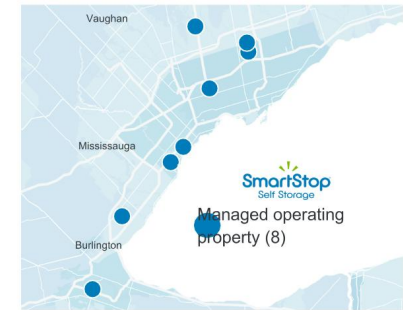 Vaughan
Mississauga
SmartStop
Self Storage
Managed operating
property (8)
Burlington